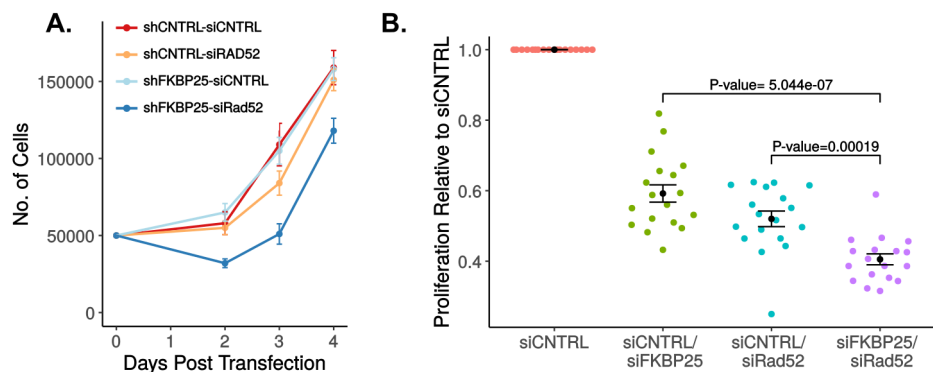 A.
shCNTRL-siCNTRL
shCNTRL-siRAD52
shFKBP25-siCNTRL
shFKBP25-siRad52
No. of Cells
150000
100000
50000
0
0 1 2 3 4
Days Post Transfection
B.
Proliferation Relative to siCNTRL
1.0
0.8
0.6
0.4
P-value= 5.044e-07
P-value=0.00019
siCNTRL
siCNTRL/
siFKBP25
siCNTRL/
siRad52
siFKBP25/
siRad52